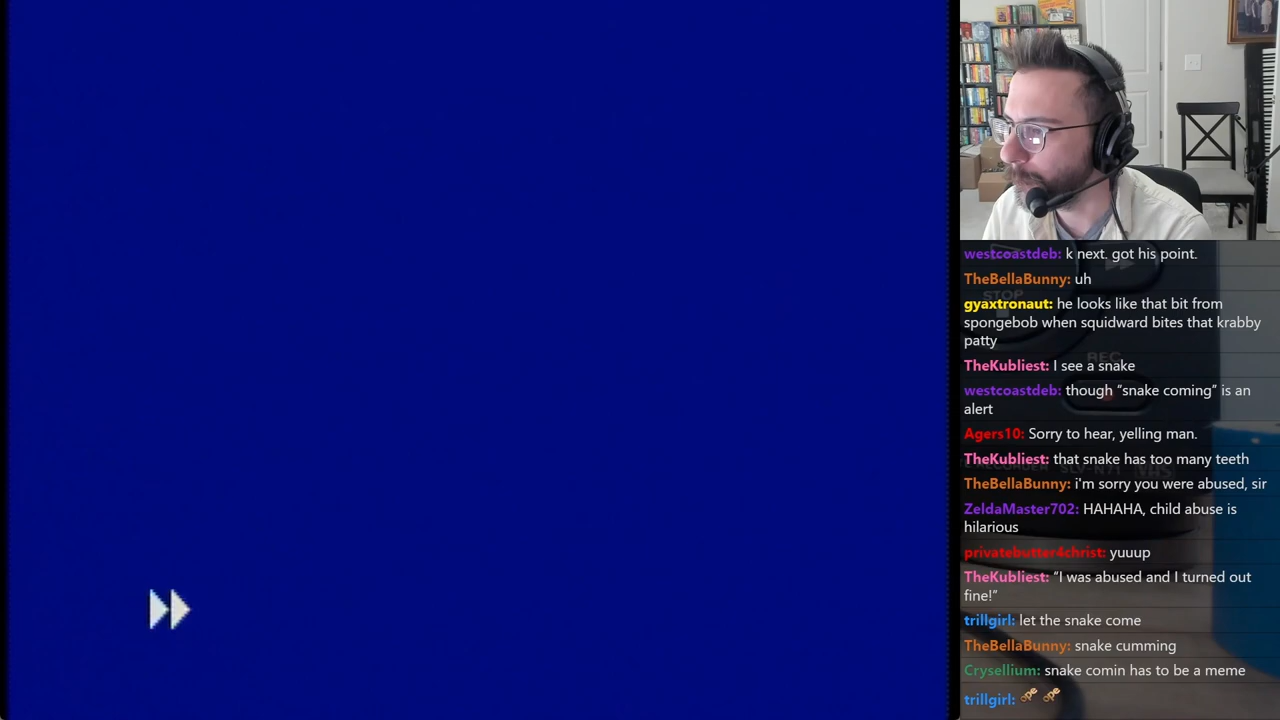 westcoastdeb: k next. got his point.
TheBellaBunny: uh
gyaxtronaut: he looks like that bit from
spongebob when squidward bites that krabby
patty
TheKubliest: I see a snake
westcoastdeb: though “snake coming” is an
alert
Agers10: Sorry to hear, yelling man.
TheKubliest: that snake has too many teeth
TheBellaBunny: i'm sorry you were abused, sir
ZeldaMaster702: HAHAHA, child abuse is
hilarious
privatebutter4christ: yuuup
TheKubliest: “I was abused and I turned out
fine!”
trillgirl: let the snake come
TheBellaBunny: snake cumming
Crysellium: snake comin has to be a meme
trillgirl:
STOP
REC